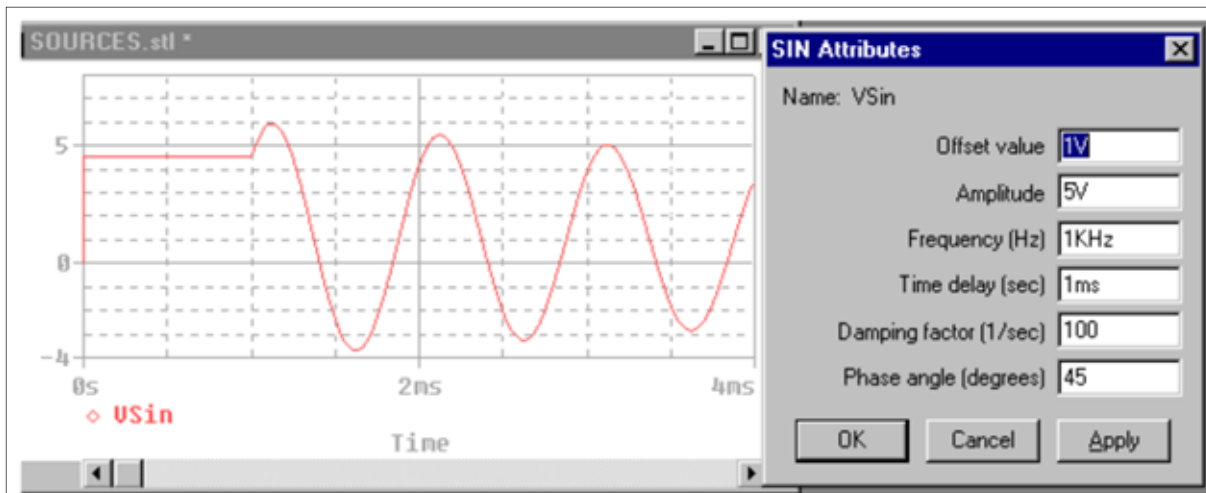 SOURCES.stl *
5
0
-4
0s 2ms 4ms
VSin
Time
SIN Attributes
Name: VSin
Offset value 1V
Amplitude 5V
Frequency (Hz) 1KHz
Time delay (sec) 1ms
Damping factor (1/sec) 100
Phase angle (degrees) 45
OK Cancel Apply